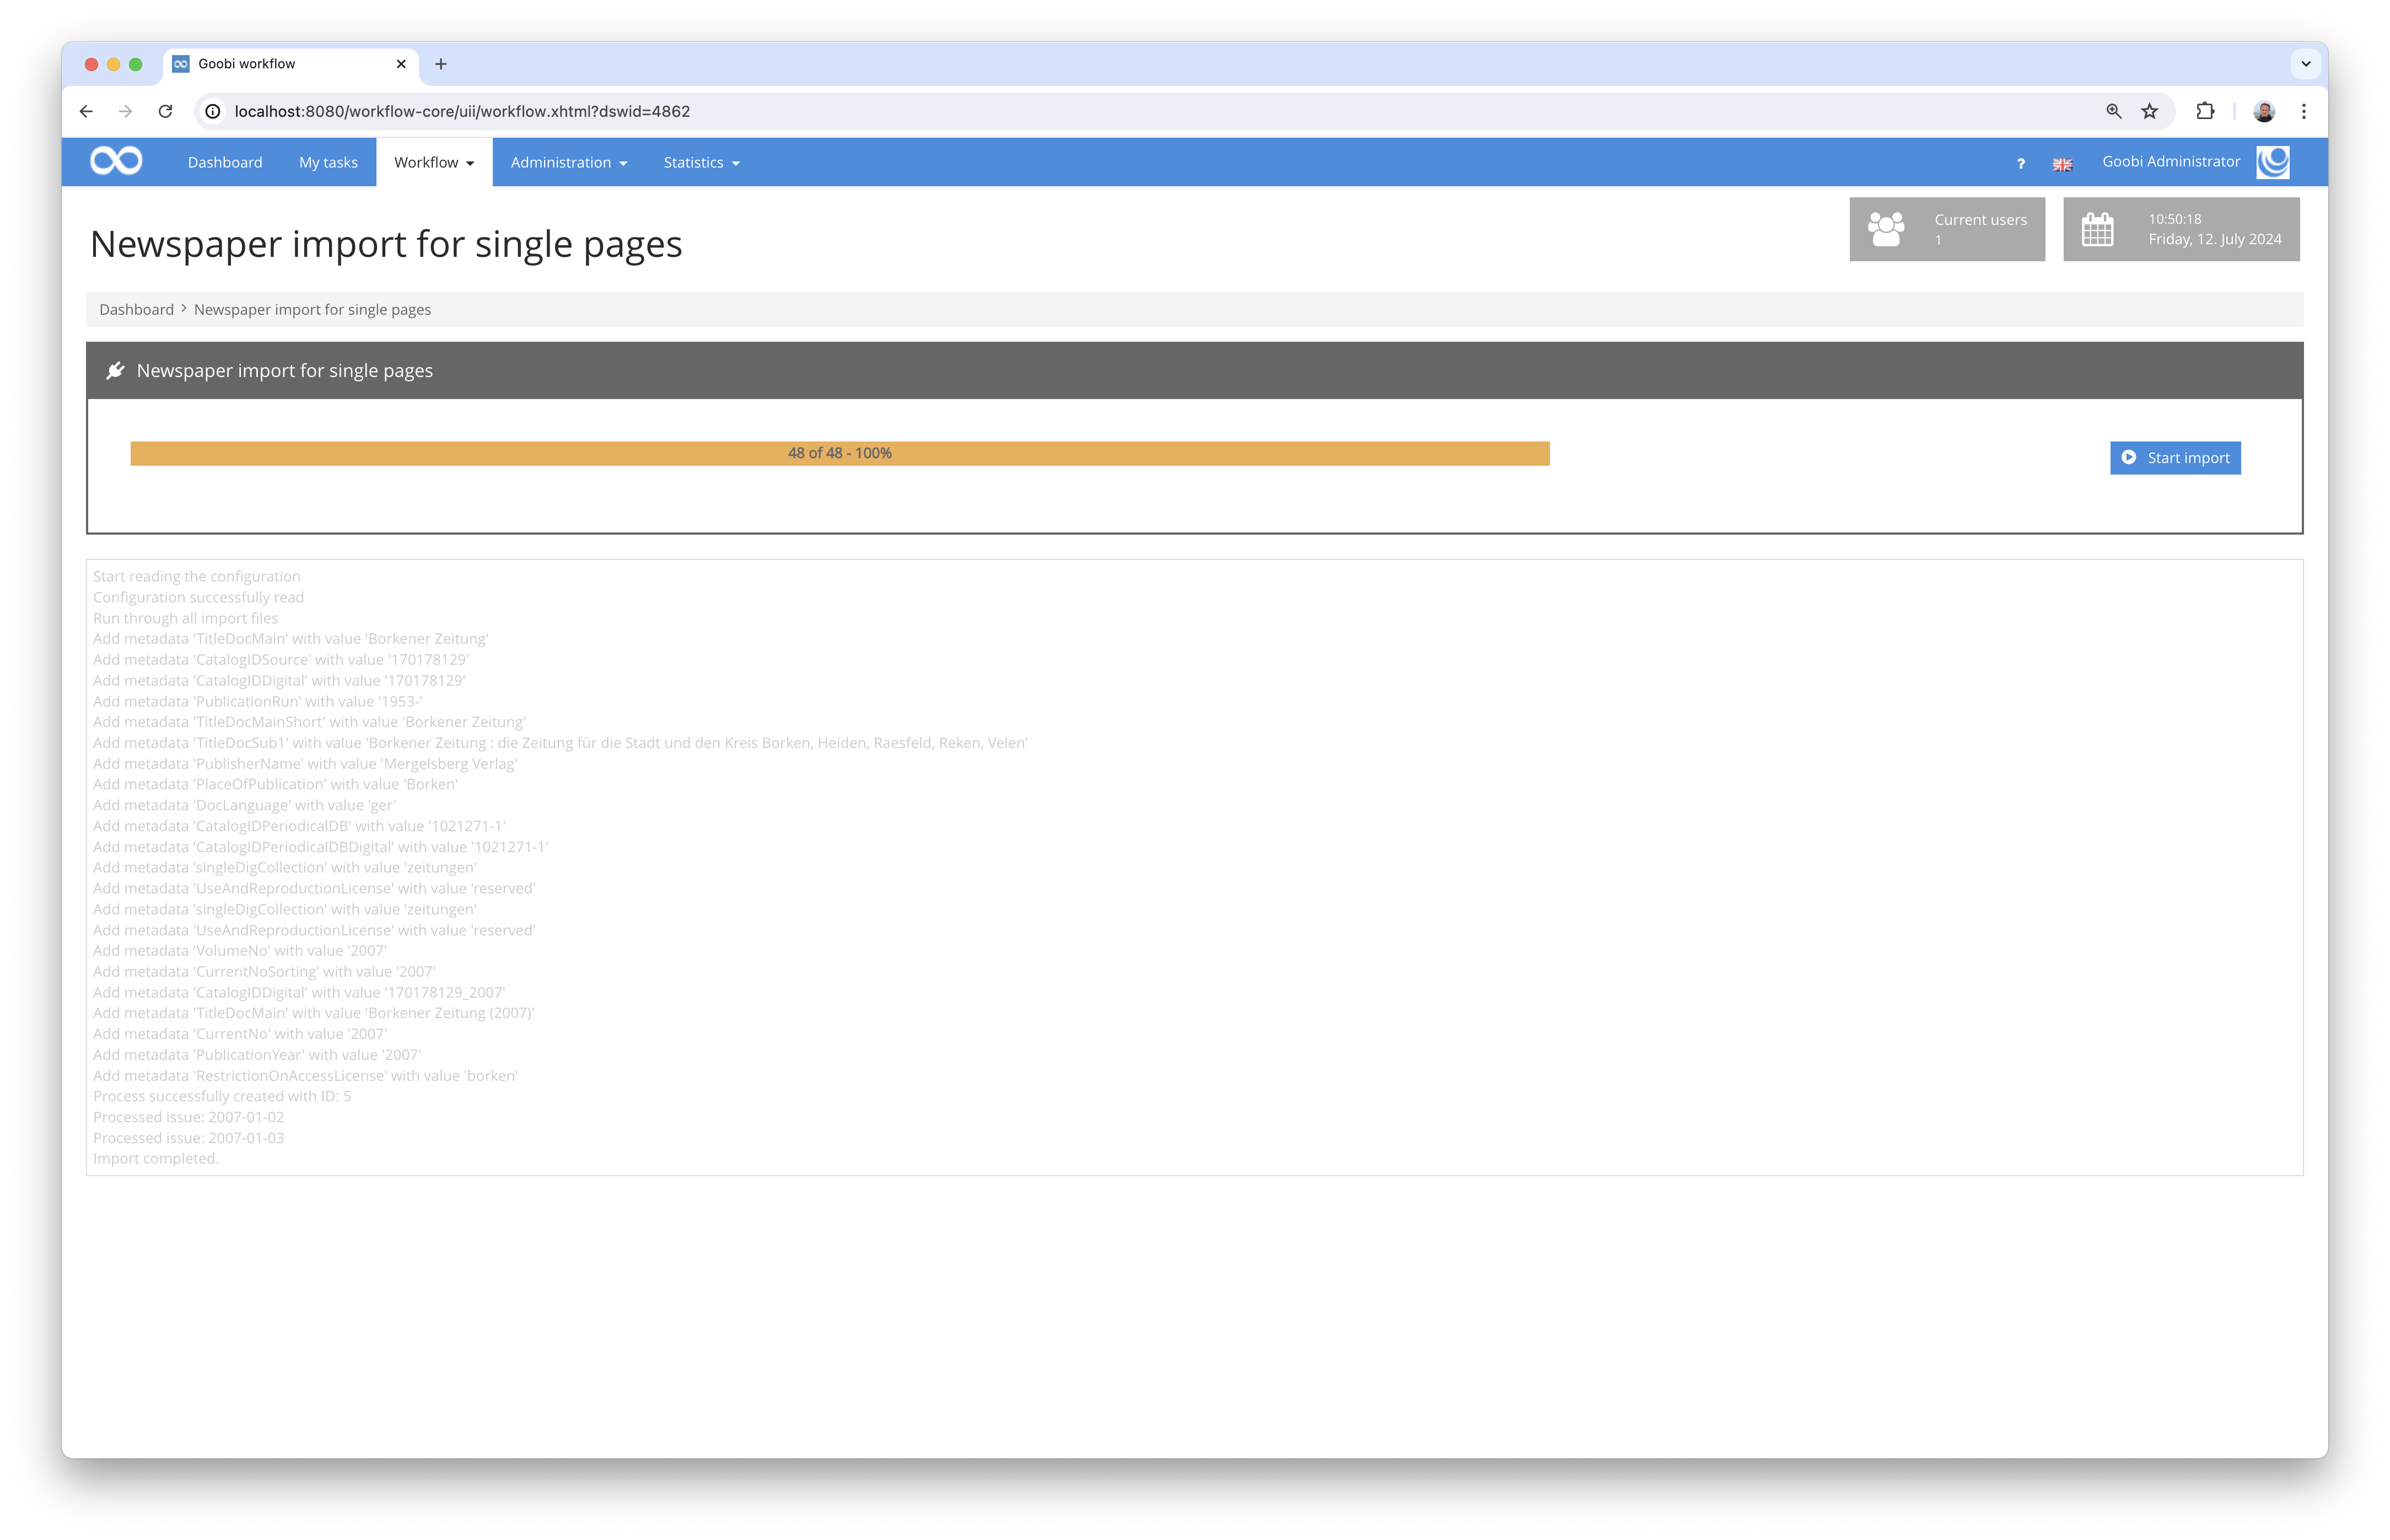 Goobi workflow
localhost:8080/workflow-core/uii/workflow.xhtml?dswid=4862
Dashboard My tasks Workflow Administration Statistics ? Goobi Administrator
Newspaper import for single pages
Current users
1
10:50:18
Friday, 12. July 2024
Dashboard > Newspaper import for single pages
Newspaper import for single pages
48 of 48 - 100%
Start import
Start reading the configuration
Configuration successfully read
Run through all import files
Add metadata 'TitleDocMain' with value 'Borkener Zeitung'
Add metadata 'CatalogIDSource' with value '170178129'
Add metadata 'CatalogIDDigital' with value '170178129'
Add metadata 'PublicationRun' with value '1953-'
Add metadata 'TitleDocMainShort' with value 'Borkener Zeitung'
Add metadata 'TitleDocSub1' with value 'Borkener Zeitung : die Zeitung für die Stadt und den Kreis Borken, Heiden, Raesfeld, Reken, Velen'
Add metadata 'PublisherName' with value 'Mergelsberg Verlag'
Add metadata 'PlaceOfPublication' with value 'Borken'
Add metadata 'DocLanguage' with value 'ger'
Add metadata 'CatalogIDPeriodicalDB' with value '1021271-1'
Add metadata 'CatalogIDPeriodicalDBDigital' with value '1021271-1'
Add metadata 'singleDigCollection' with value 'zeitungen'
Add metadata 'UseAndReproductionLicense' with value 'reserved'
Add metadata 'singleDigCollection' with value 'zeitungen'
Add metadata 'UseAndReproductionLicense' with value 'reserved'
Add metadata 'VolumeNo' with value '2007'
Add metadata 'CurrentNoSorting' with value '2007'
Add metadata 'CatalogIDDigital' with value '170178129_2007'
Add metadata 'TitleDocMain' with value 'Borkener Zeitung (2007)'
Add metadata 'CurrentNo' with value '2007'
Add metadata 'PublicationYear' with value '2007'
Add metadata 'RestrictionOnAccessLicense' with value 'borken'
Process successfully created with ID: 5
Processed issue: 2007-01-02
Processed issue: 2007-01-03
Import completed.